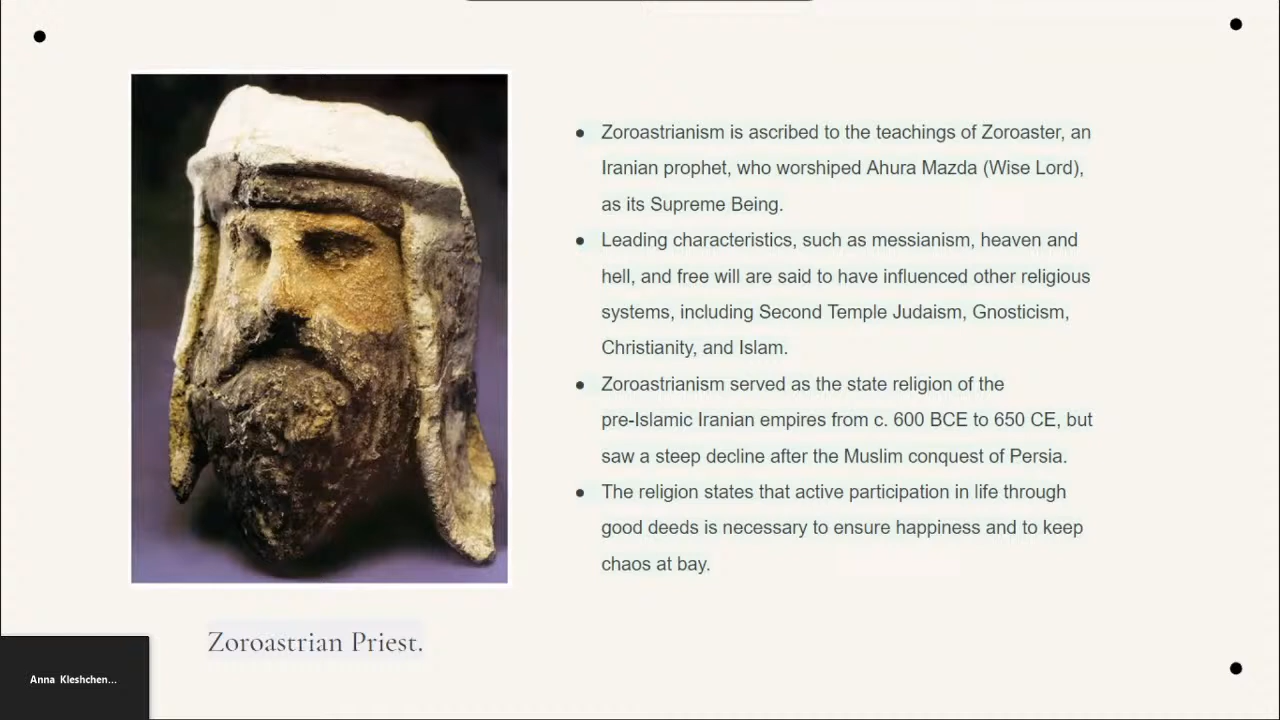 ● Zoroastrianism is ascribed to the teachings of Zoroaster, an
Iranian prophet, who worshiped Ahura Mazda (Wise Lord),
as its Supreme Being.
● Leading characteristics, such as messianism, heaven and
hell, and free will are said to have influenced other religious
systems, including Second Temple Judaism, Gnosticism,
Christianity, and Islam.
● Zoroastrianism served as the state religion of the
pre-Islamic Iranian empires from c. 600 BCE to 650 CE, but
saw a steep decline after the Muslim conquest of Persia.
● The religion states that active participation in life through
good deeds is necessary to ensure happiness and to keep
chaos at bay.
Zoroastrian Priest.
Anna Kleshchen...